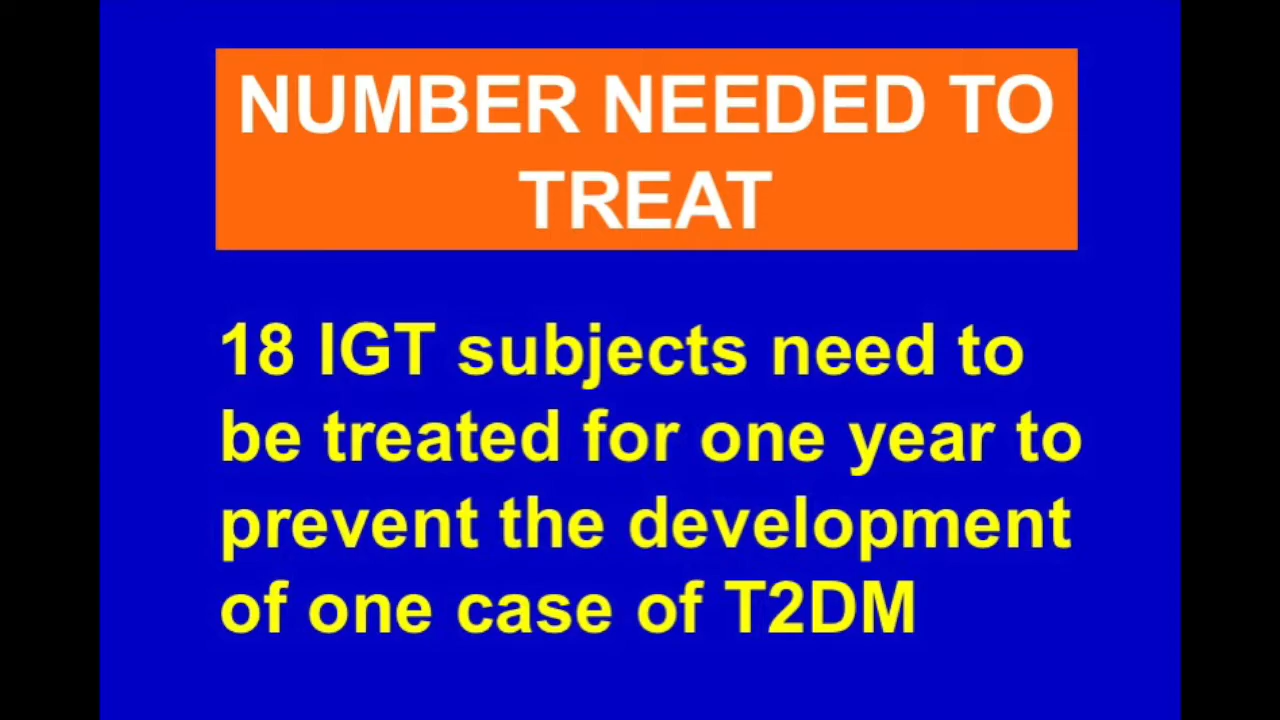 NUMBER NEEDED TO
TREAT
18 IGT subjects need to
be treated for one year to
prevent the development
of one case of T2DM